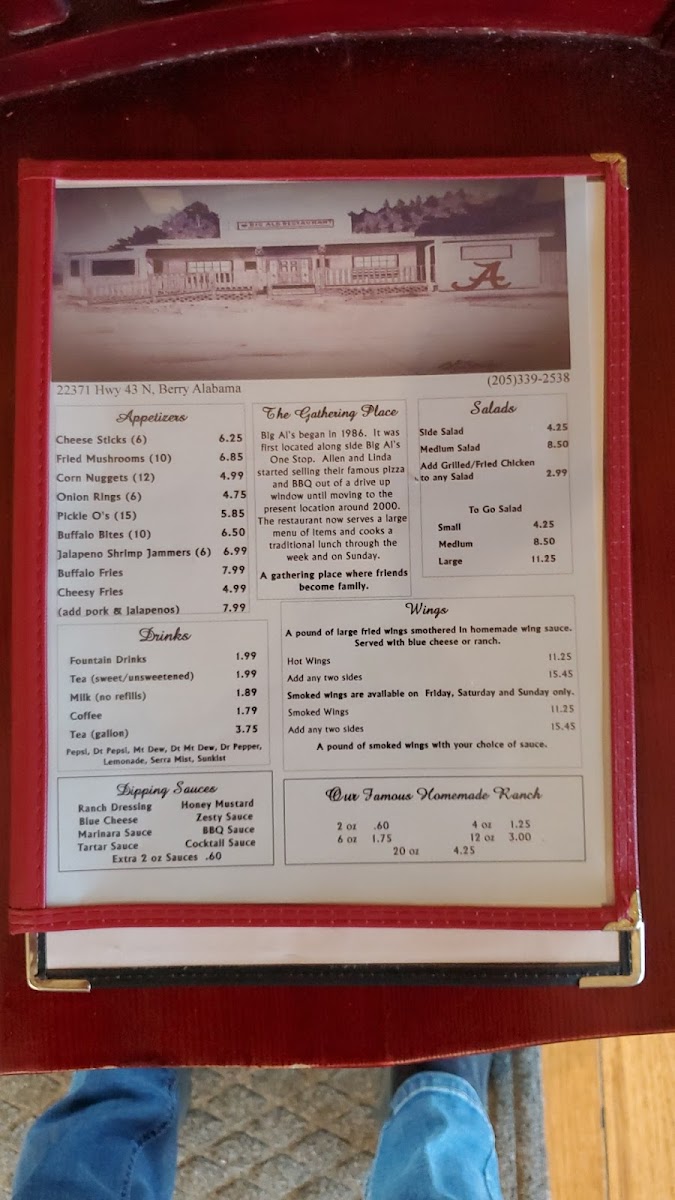 BIG ALS RESTAURANT
A
22371 Hwy 43 N, Berry Alabama
(205)339-2538
Appetizers
Cheese Sticks (6) 6.25
Fried Mushrooms (10) 6.85
Corn Nuggets (12) 4.99
Onion Rings (6) 4.75
Pickle O's (15) 5.85
Buffalo Bites (10) 6.50
Jalapeno Shrimp Jammers (6) 6.99
Buffalo Fries 7.99
Cheesy Fries 4.99
(add pork & Jalapenos) 7.99
The Gathering Place
Big Al's began in 1986. It was
first located along side Big Al's
One Stop. Allen and Linda
started selling their famous pizza
and BBQ out of a drive up
window until moving to the
present location around 2000.
The restaurant now serves a large
menu of items and cooks a
traditional lunch through the
week and on Sunday.
A gathering place where friends
become family.
Salads
Side Salad 4.25
Medium Salad 8.50
Add Grilled/Fried Chicken
to any Salad 2.99
To Go Salad
Small 4.25
Medium 8.50
Large 11.25
Drinks
Fountain Drinks 1.99
Tea (sweet/unsweetened) 1.99
Milk (no refills) 1.89
Coffee 1.79
Tea (gallon) 3.75
Pepsi, Dt Pepsi, Mt Dew, Dt Mt Dew, Dr Pepper,
Lemonade, Serra Mist, Sunkist
Wings
A pound of large fried wings smothered in homemade wing sauce.
Served with blue cheese or ranch.
Hot Wings 11.25
Add any two sides 15.45
Smoked wings are available on Friday, Saturday and Sunday only.
Smoked Wings 11.25
Add any two sides 15.45
A pound of smoked wings with your choice of sauce.
Dipping Sauces
Ranch Dressing Honey Mustard
Blue Cheese Zesty Sauce
Marinara Sauce BBQ Sauce
Tartar Sauce Cocktail Sauce
Extra 2 oz Sauces .60
Our Famous Homemade Ranch
2 oz .60 4 oz 1.25
6 oz 1.75 12 oz 3.00
20 oz 4.25